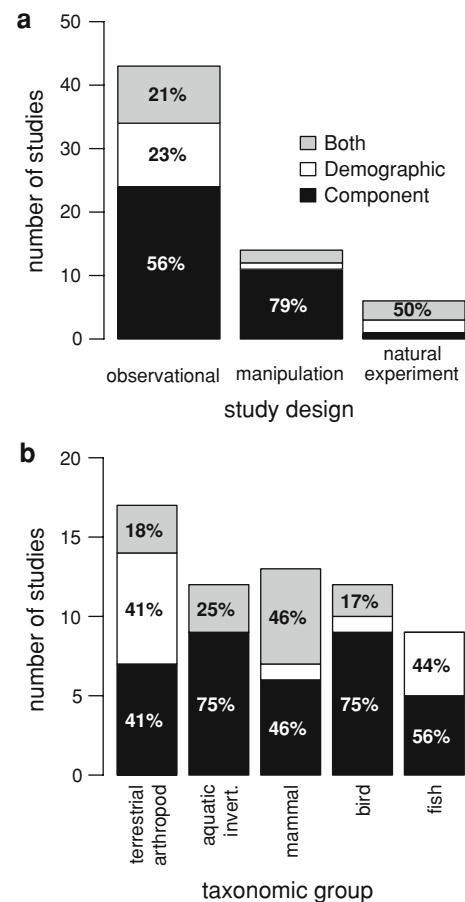 a
number of studies
50
40
30
20
10
0
21%
23%
56%
79%
50%
Both
Demographic
Component
observational
manipulation
natural
experiment
study design
b
number of studies
20
15
10
5
0
18%
41%
41%
25%
75%
46%
46%
17%
75%
44%
56%
terrestrial
arthropod
aquatic
invert.
mammal
bird
fish
taxonomic group